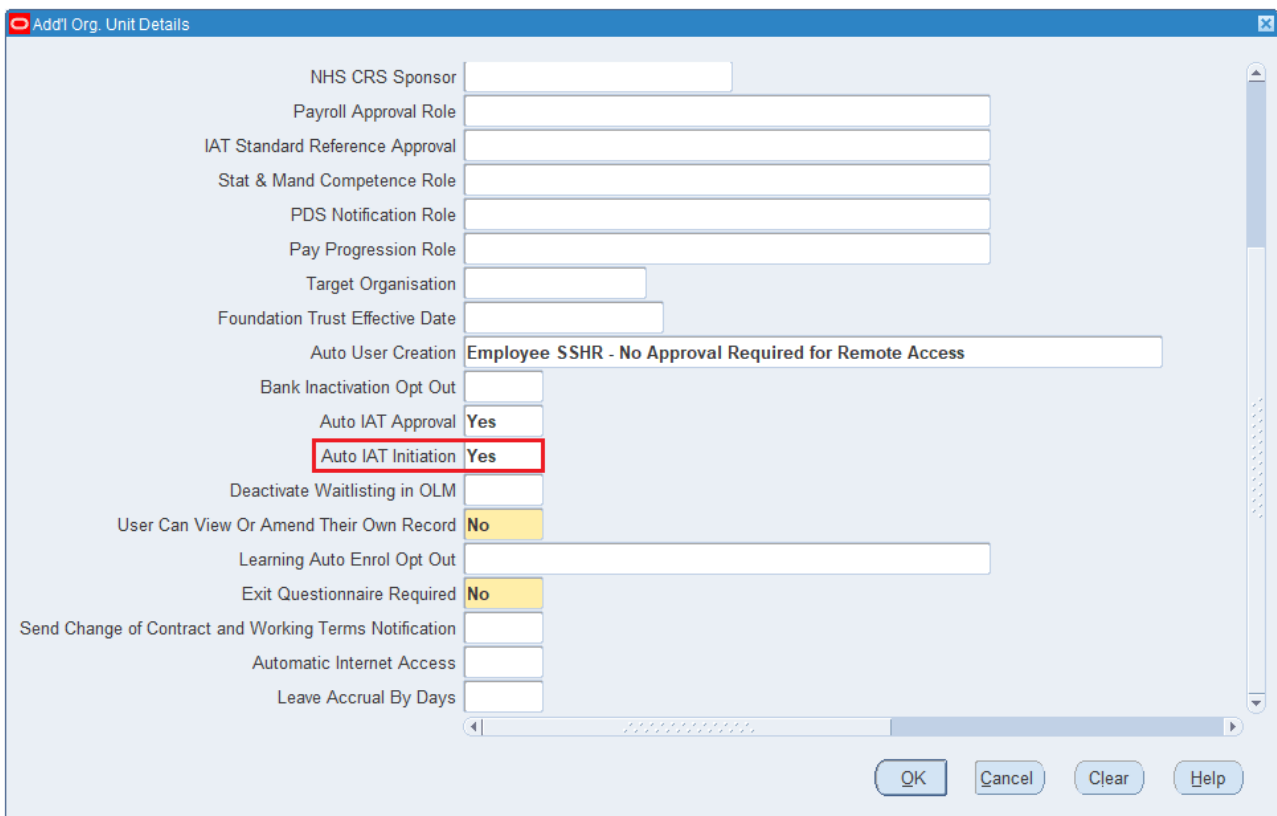 Add'l Org. Unit Details
NHS CRS Sponsor
Payroll Approval Role
IAT Standard Reference Approval
Stat & Mand Competence Role
PDS Notification Role
Pay Progression Role
Target Organisation
Foundation Trust Effective Date
Auto User Creation Employee SSHR - No Approval Required for Remote Access
Bank Inactivation Opt Out
Auto IAT Approval Yes
Auto IAT Initiation Yes
Deactivate Waitlisting in OLM
User Can View Or Amend Their Own Record No
Learning Auto Enrol Opt Out
Exit Questionnaire Required No
Send Change of Contract and Working Terms Notification
Automatic Internet Access
Leave Accrual By Days
OK Cancel Clear Help